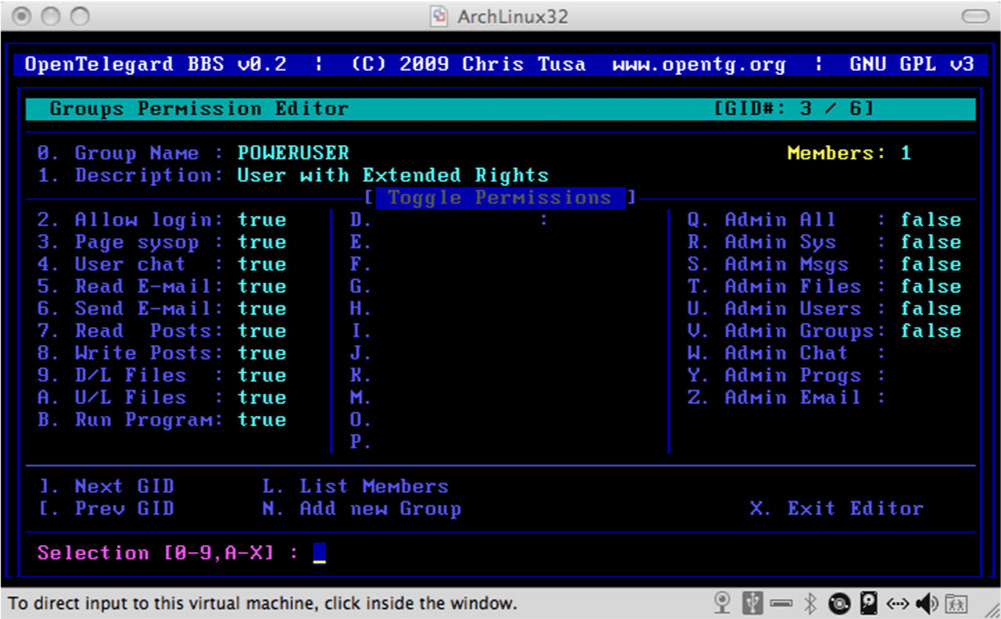 ArchLinux32
OpenTelegard BBS v0.2 ¦ (C) 2009 Chris Tusa www.opentg.org ¦ GNU GPL v3
Groups Permission Editor [GID#: 3 / 6]
0. Group Name : POWERUSER Members: 1
1. Description: User with Extended Rights
[ Toggle Permissions ]
2. Allow login: true D. : Q. Admin All : false
3. Page sysop : true E. R. Admin Sys : false
4. User chat : true F. S. Admin Msgs : false
5. Read E-mail: true G. T. Admin Files : false
6. Send E-mail: true H. U. Admin Users : false
7. Read Posts: true I. V. Admin Groups: false
8. Write Posts: true J. W. Admin Chat :
9. D/L Files : true K. Y. Admin Progs :
A. U/L Files : true M. Z. Admin Email :
B. Run Program: true O.
P.
]. Next GID L. List Members
[. Prev GID N. Add new Group X. Exit Editor
Selection [0-9,A-X] :
To direct input to this virtual machine, click inside the window.